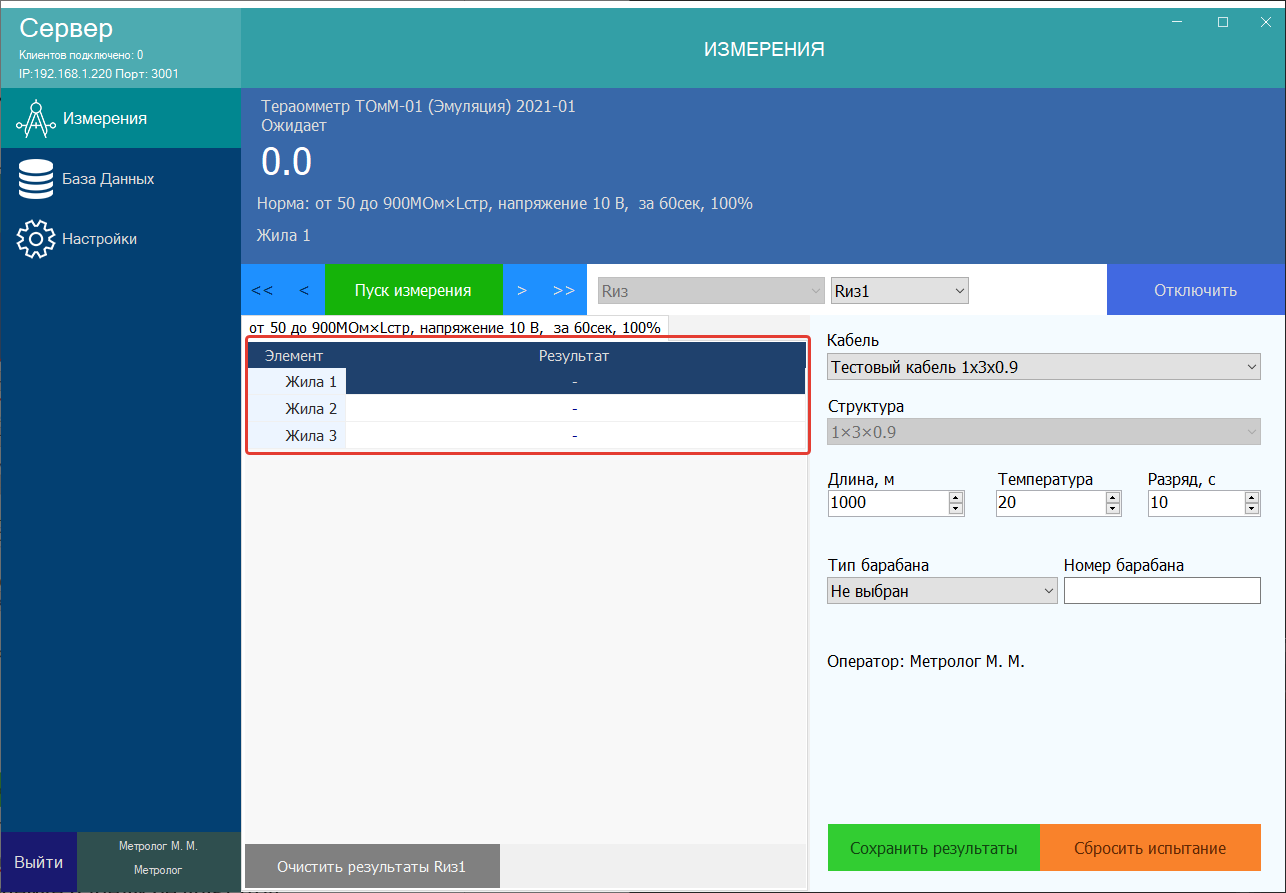 Сервер
Клиентов подключено: 0
IP:192.168.1.220 Порт: 3001
ИЗМЕРЕНИЯ
Измерения
База Данных
Настройки
Тераомметр ТОмМ-01 (Эмуляция) 2021-01
Ожидает
0.0
Норма: от 50 до 900МОм×Lстр, напряжение 10 В, за 60сек, 100%
Жила 1
<< < Пуск измерения > >> Rиз Rиз1 Отключить
от 50 до 900МОм×Lстр, напряжение 10 В, за 60сек, 100%
Элемент Результат
Жила 1 -
Жила 2 -
Жила 3 -
Очистить результаты Rиз1
Кабель
Тестовый кабель 1x3x0.9
Структура
1×3×0.9
Длина, м Температура Разряд, с
1000 20 10
Тип барабана Номер барабана
Не выбран
Оператор: Метролог М. М.
Сохранить результаты Сбросить испытание
Выйти
Метролог М. М.
Метролог